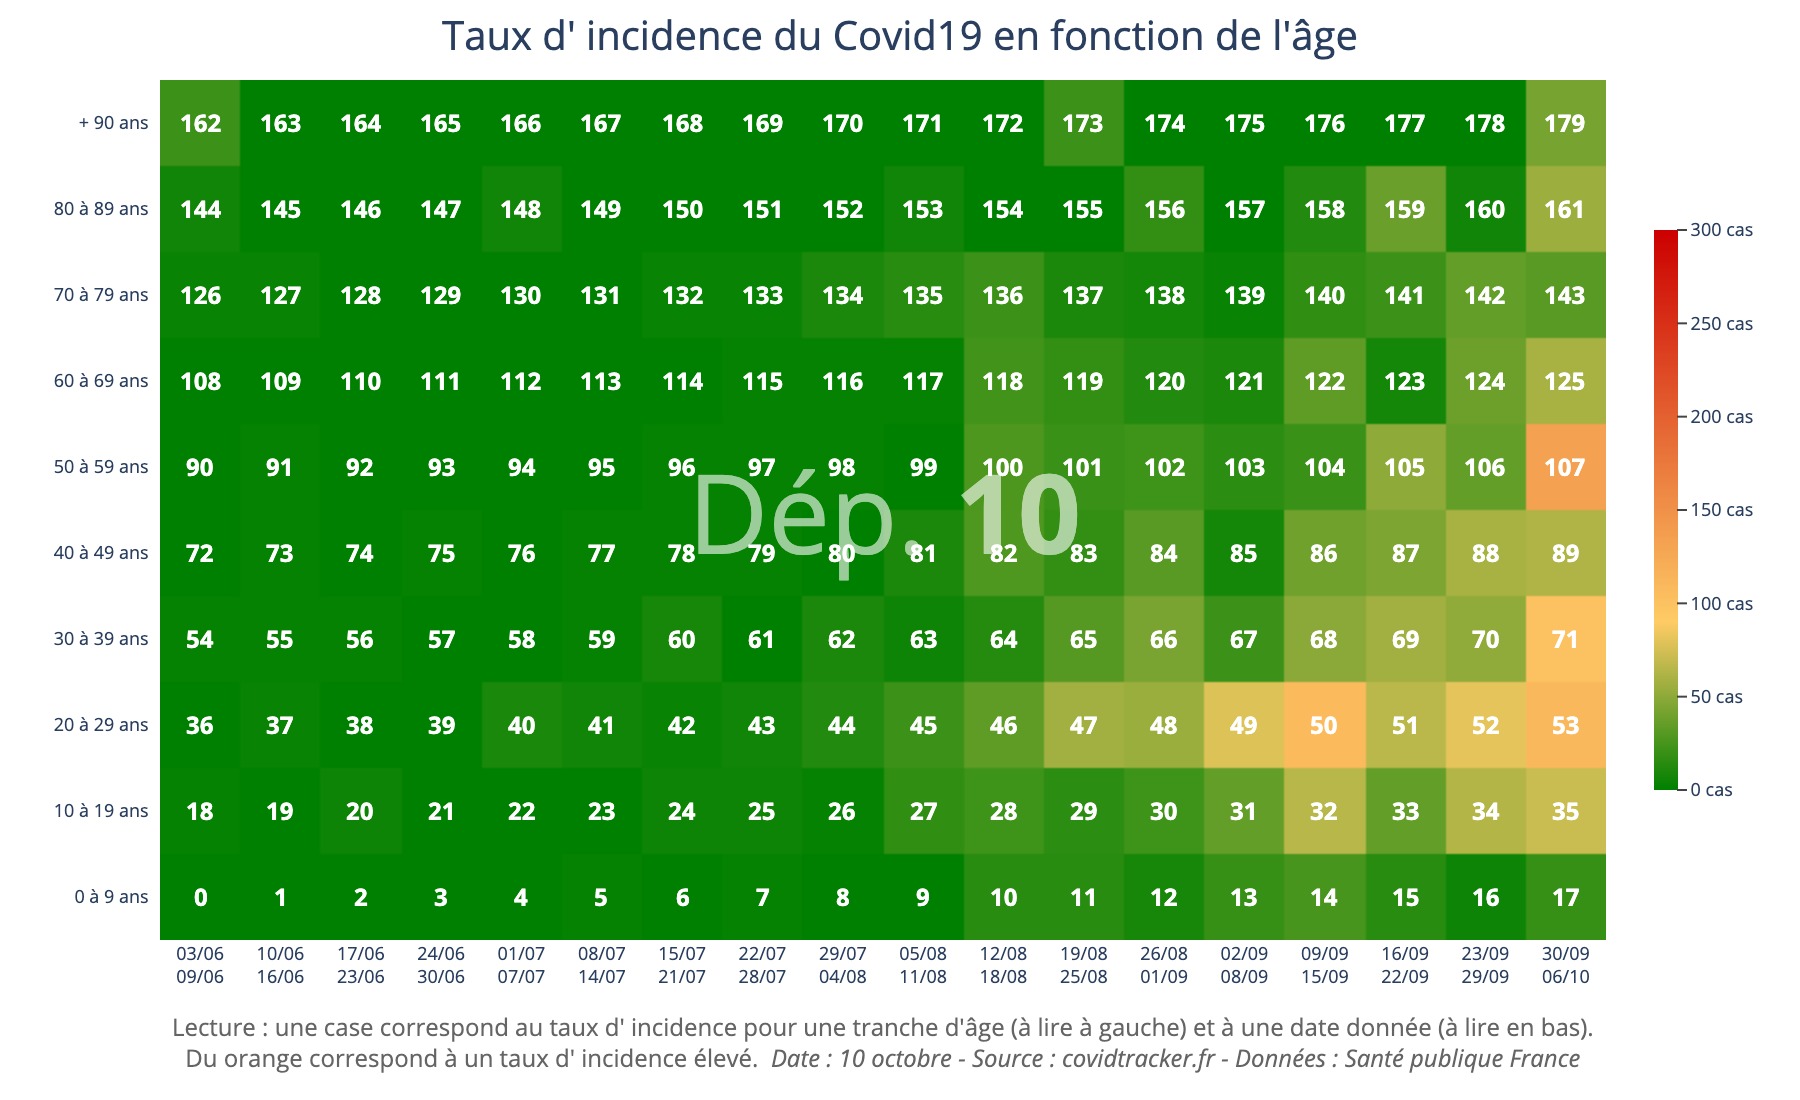 Taux d' incidence du Covid19 en fonction de l'âge
+ 90 ans 162 163 164 165 166 167 168 169 170 171 172 173 174 175 176 177 178 179
80 à 89 ans 144 145 146 147 148 149 150 151 152 153 154 155 156 157 158 159 160 161
300 cas
70 à 79 ans 126 127 128 129 130 131 132 133 134 135 136 137 138 139 140 141 142 143
250 cas
60 à 69 ans 108 109 110 111 112 113 114 115 116 117 118 119 120 121 122 123 124 125
200 cas
50 à 59 ans 90 91 92 93 94 95 96 97 98 99 100 101 102 103 104 105 106 107
150 cas
Dép. 10
40 à 49 ans 72 73 74 75 76 77 78 79 80 81 82 83 84 85 86 87 88 89
100 cas
30 à 39 ans 54 55 56 57 58 59 60 61 62 63 64 65 66 67 68 69 70 71
50 cas
20 à 29 ans 36 37 38 39 40 41 42 43 44 45 46 47 48 49 50 51 52 53
0 cas
10 à 19 ans 18 19 20 21 22 23 24 25 26 27 28 29 30 31 32 33 34 35
0 à 9 ans 0 1 2 3 4 5 6 7 8 9 10 11 12 13 14 15 16 17
03/06 10/06 17/06 24/06 01/07 08/07 15/07 22/07 29/07 05/08 12/08 19/08 26/08 02/09 09/09 16/09 23/09 30/09
09/06 16/06 23/06 30/06 07/07 14/07 21/07 28/07 04/08 11/08 18/08 25/08 01/09 08/09 15/09 22/09 29/09 06/10
Lecture : une case correspond au taux d' incidence pour une tranche d'âge (à lire à gauche) et à une date donnée (à lire en bas).
Du orange correspond à un taux d' incidence élevé. Date : 10 octobre - Source : covidtracker.fr - Données : Santé publique France